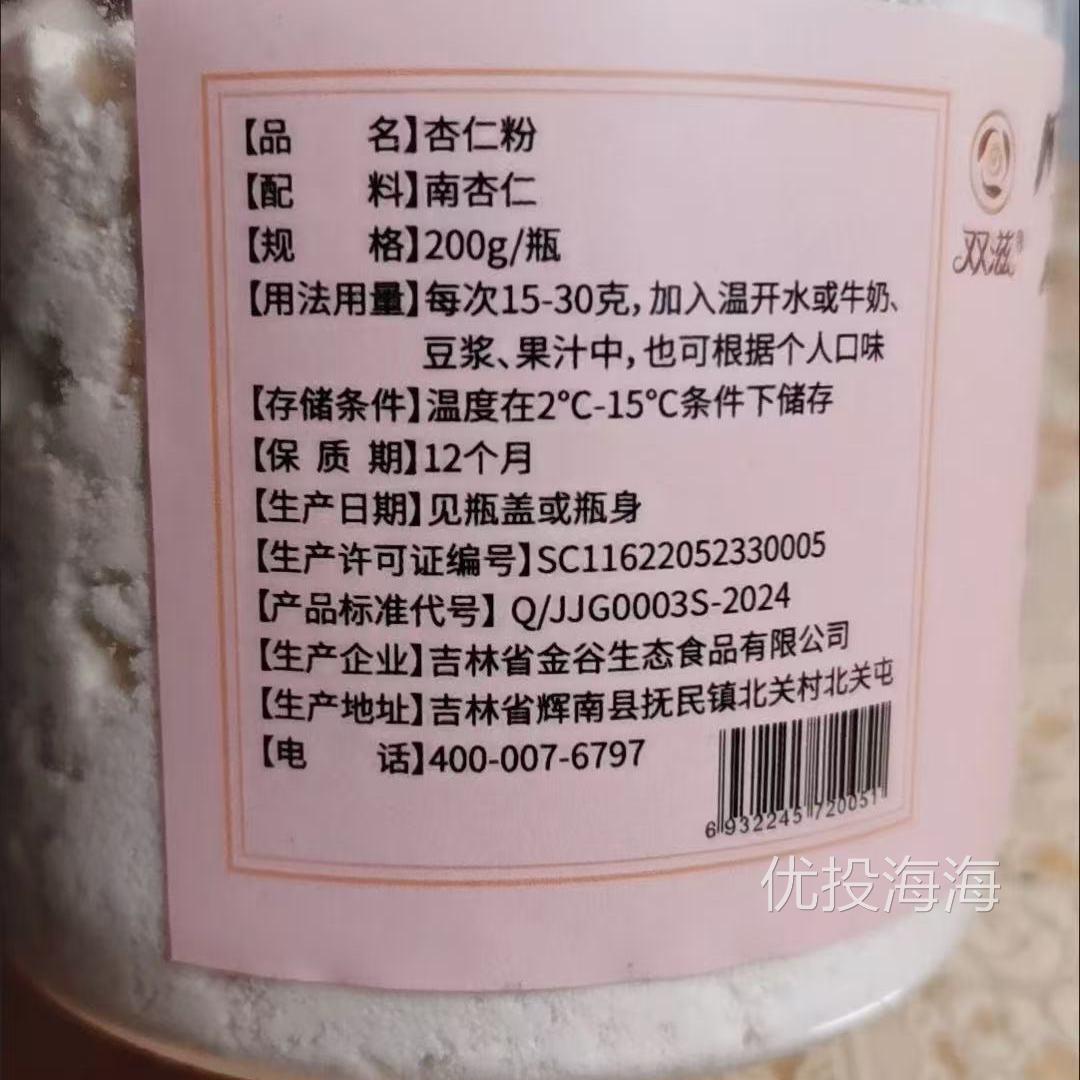 【品 名】杏仁粉
【配 料】南杏仁
【规 格】200g/瓶
【用法用量】每次15-30克，加入温开水或牛奶、
豆浆、果汁中，也可根据个人口味
【存储条件】温度在2℃-15℃条件下储存
【保 质 期】12个月
【生产日期】见瓶盖或瓶身
【生产许可证编号】SC11622052330005
【产品标准代号】Q/JJG0003S-2024
【生产企业】吉林省金谷生态食品有限公司
【生产地址】吉林省辉南县抚民镇北关村北关屯
【电 话】400-007-6797
6 932245 720051
双滋
优投海海